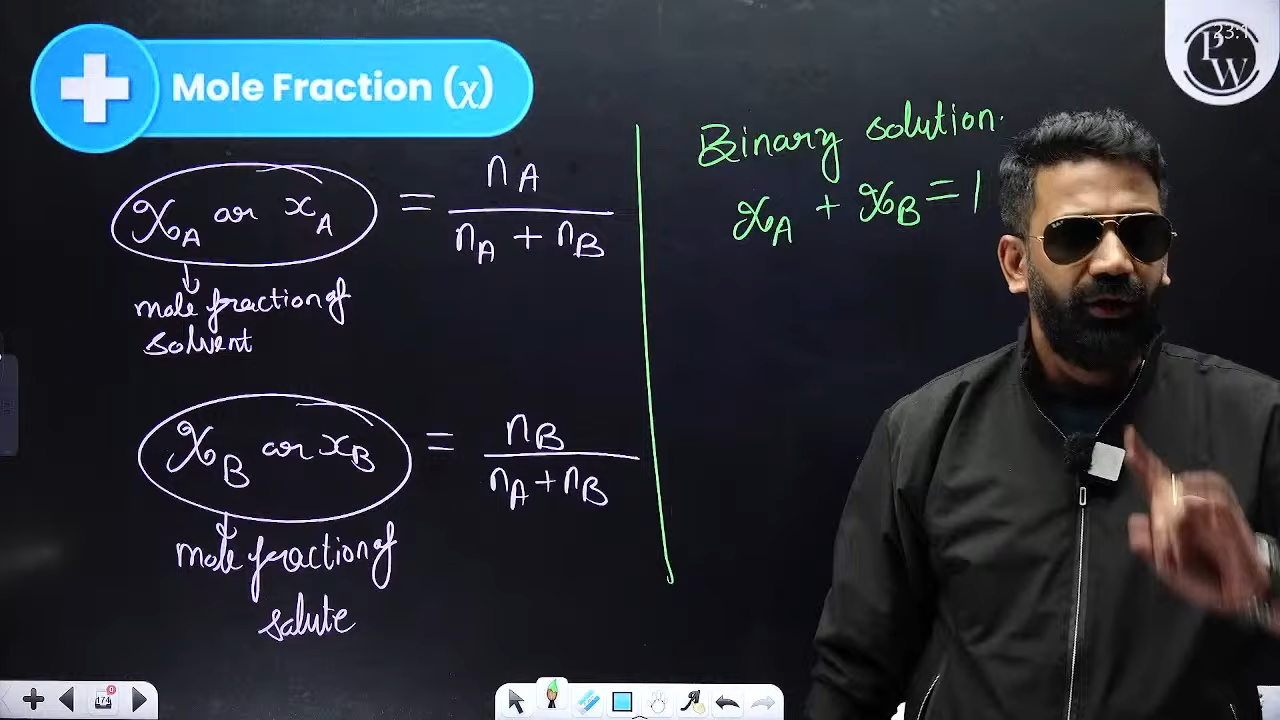 Mole Fraction (χ)
χA or xA = nA / nA + nB
mole fraction of
solvent
χB or xB = nB / nA + nB
mole fraction of
solute
Binary solution.
χA + χB = 1
PW
174